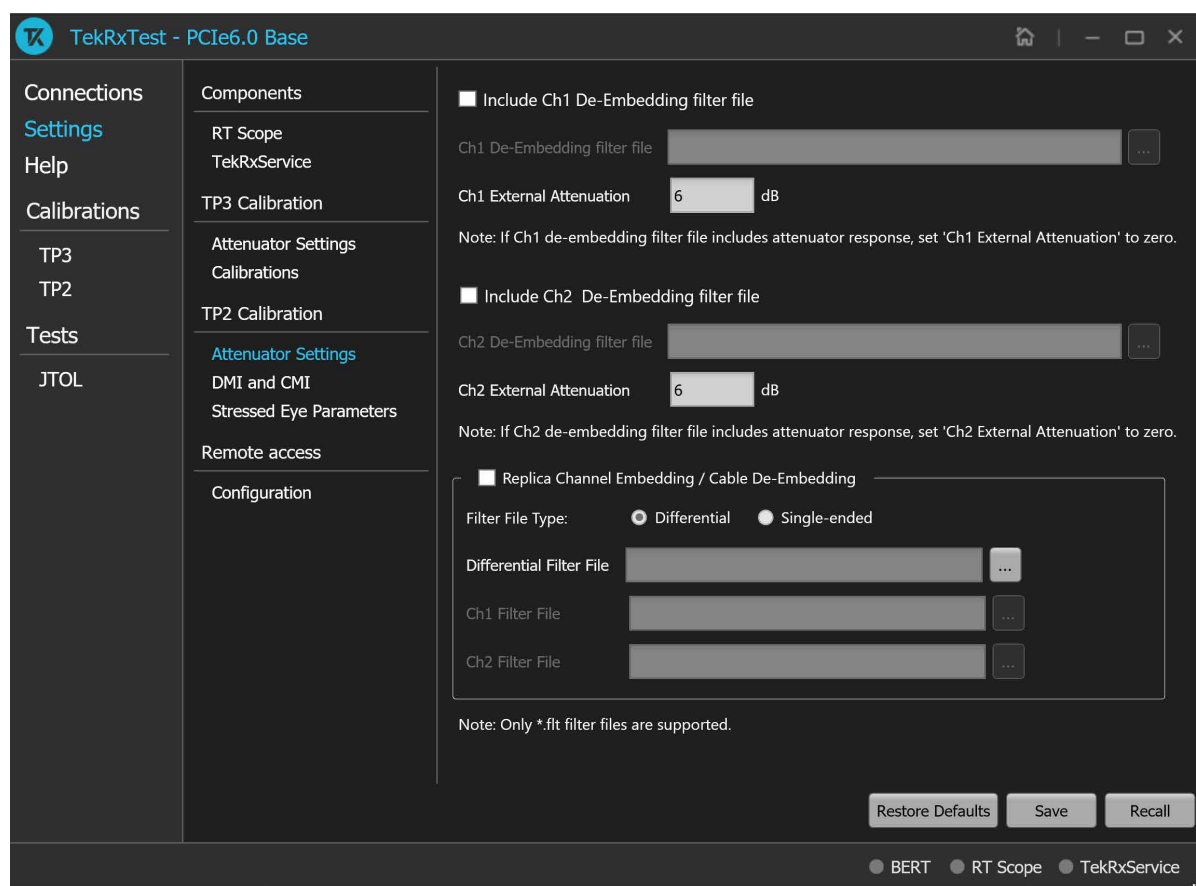 TK TekRxTest - PCIe6.0 Base
Connections
Settings
Help
Calibrations
TP3
TP2
Tests
JTOL
Components
RT Scope
TekRxService
TP3 Calibration
Attenuator Settings
Calibrations
TP2 Calibration
Attenuator Settings
DMI and CMI
Stressed Eye Parameters
Remote access
Configuration
Include Ch1 De-Embedding filter file
Ch1 De-Embedding filter file ...
Ch1 External Attenuation 6 dB
Note: If Ch1 de-embedding filter file includes attenuator response, set 'Ch1 External Attenuation' to zero.
Include Ch2  De-Embedding filter file
Ch2 De-Embedding filter file ...
Ch2 External Attenuation 6 dB
Note: If Ch2 de-embedding filter file includes attenuator response, set 'Ch2 External Attenuation' to zero.
Replica Channel Embedding / Cable De-Embedding
Filter File Type: Differential Single-ended
Differential Filter File ...
Ch1 Filter File ...
Ch2 Filter File ...
Note: Only *.flt filter files are supported.
Restore Defaults Save Recall
BERT RT Scope TekRxService